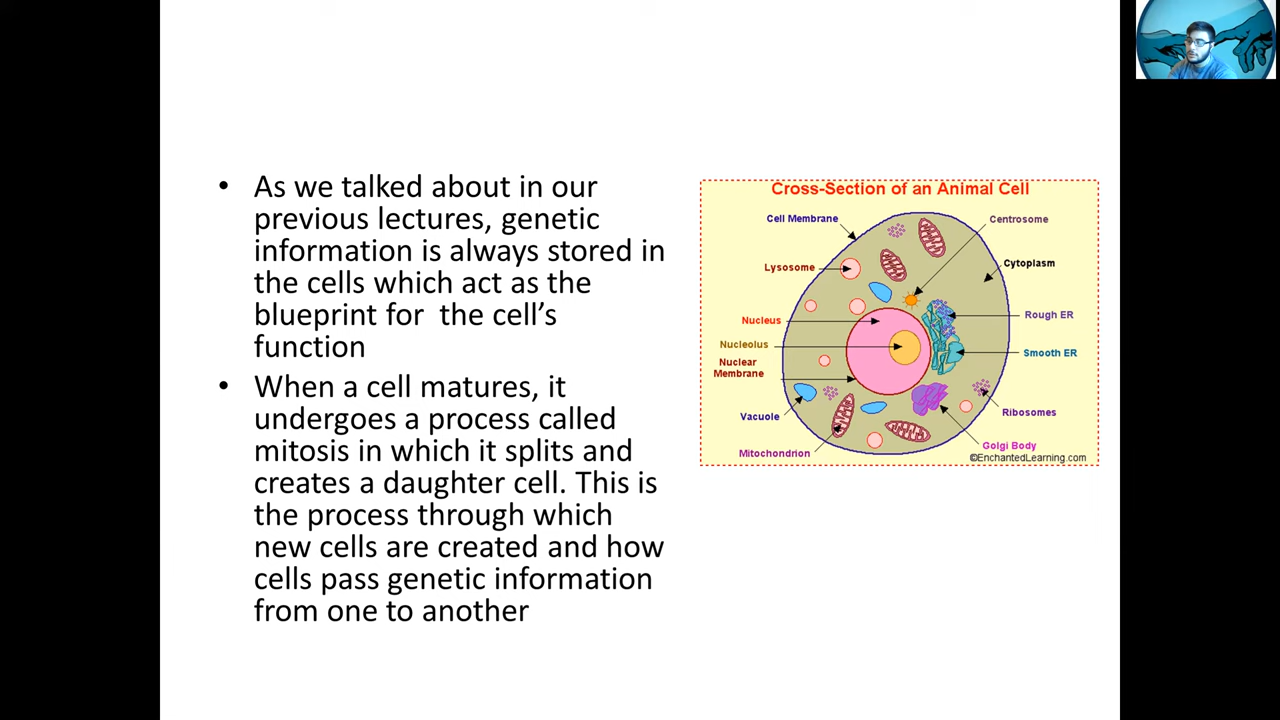 • As we talked about in our
previous lectures, genetic
information is always stored in
the cells which act as the
blueprint for  the cell’s
function
• When a cell matures, it
undergoes a process called
mitosis in which it splits and
creates a daughter cell. This is
the process through which
new cells are created and how
cells pass genetic information
from one to another
Cross-Section of an Animal Cell
Cell Membrane
Centrosome
Lysosome
Cytoplasm
Nucleus
Rough ER
Nucleolus
Smooth ER
Nuclear
Membrane
Vacuole
Ribosomes
Mitochondrion
Golgi Body
©EnchantedLearning.com